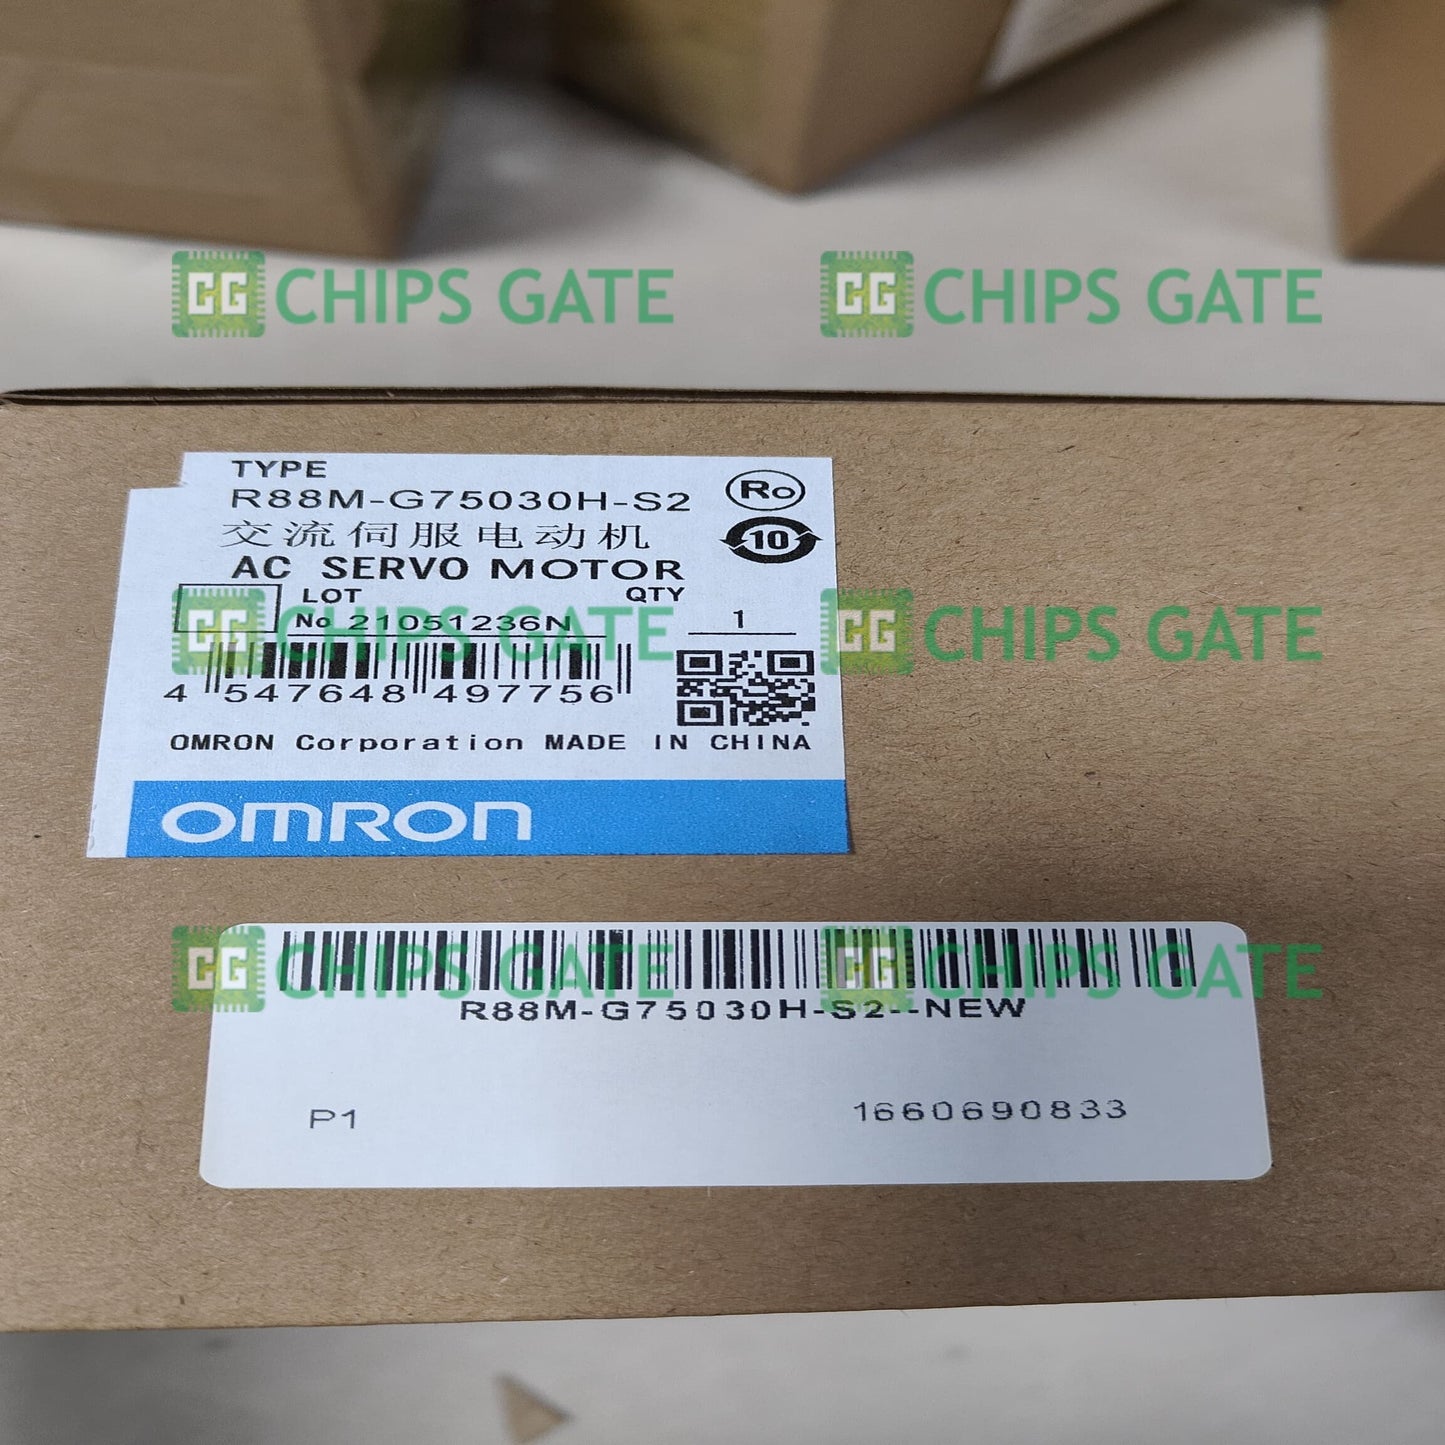 CG CHIPS GATE
CG CHIPS GATE
TYPE
R88M-G75030H-S2
Ro
交流伺服电动机
10
AC SERVO MOTOR
LOT
QTY
No 21051236N
1
CG CHIPS GATE
CG CHIPS GATE
4 547648 497756
OMRON Corporation MADE IN CHINA
OMRON
CG CHIPS GATE
CG CHIPS GATE
R88M-G75030H-S2--NEW
P1
1660690833